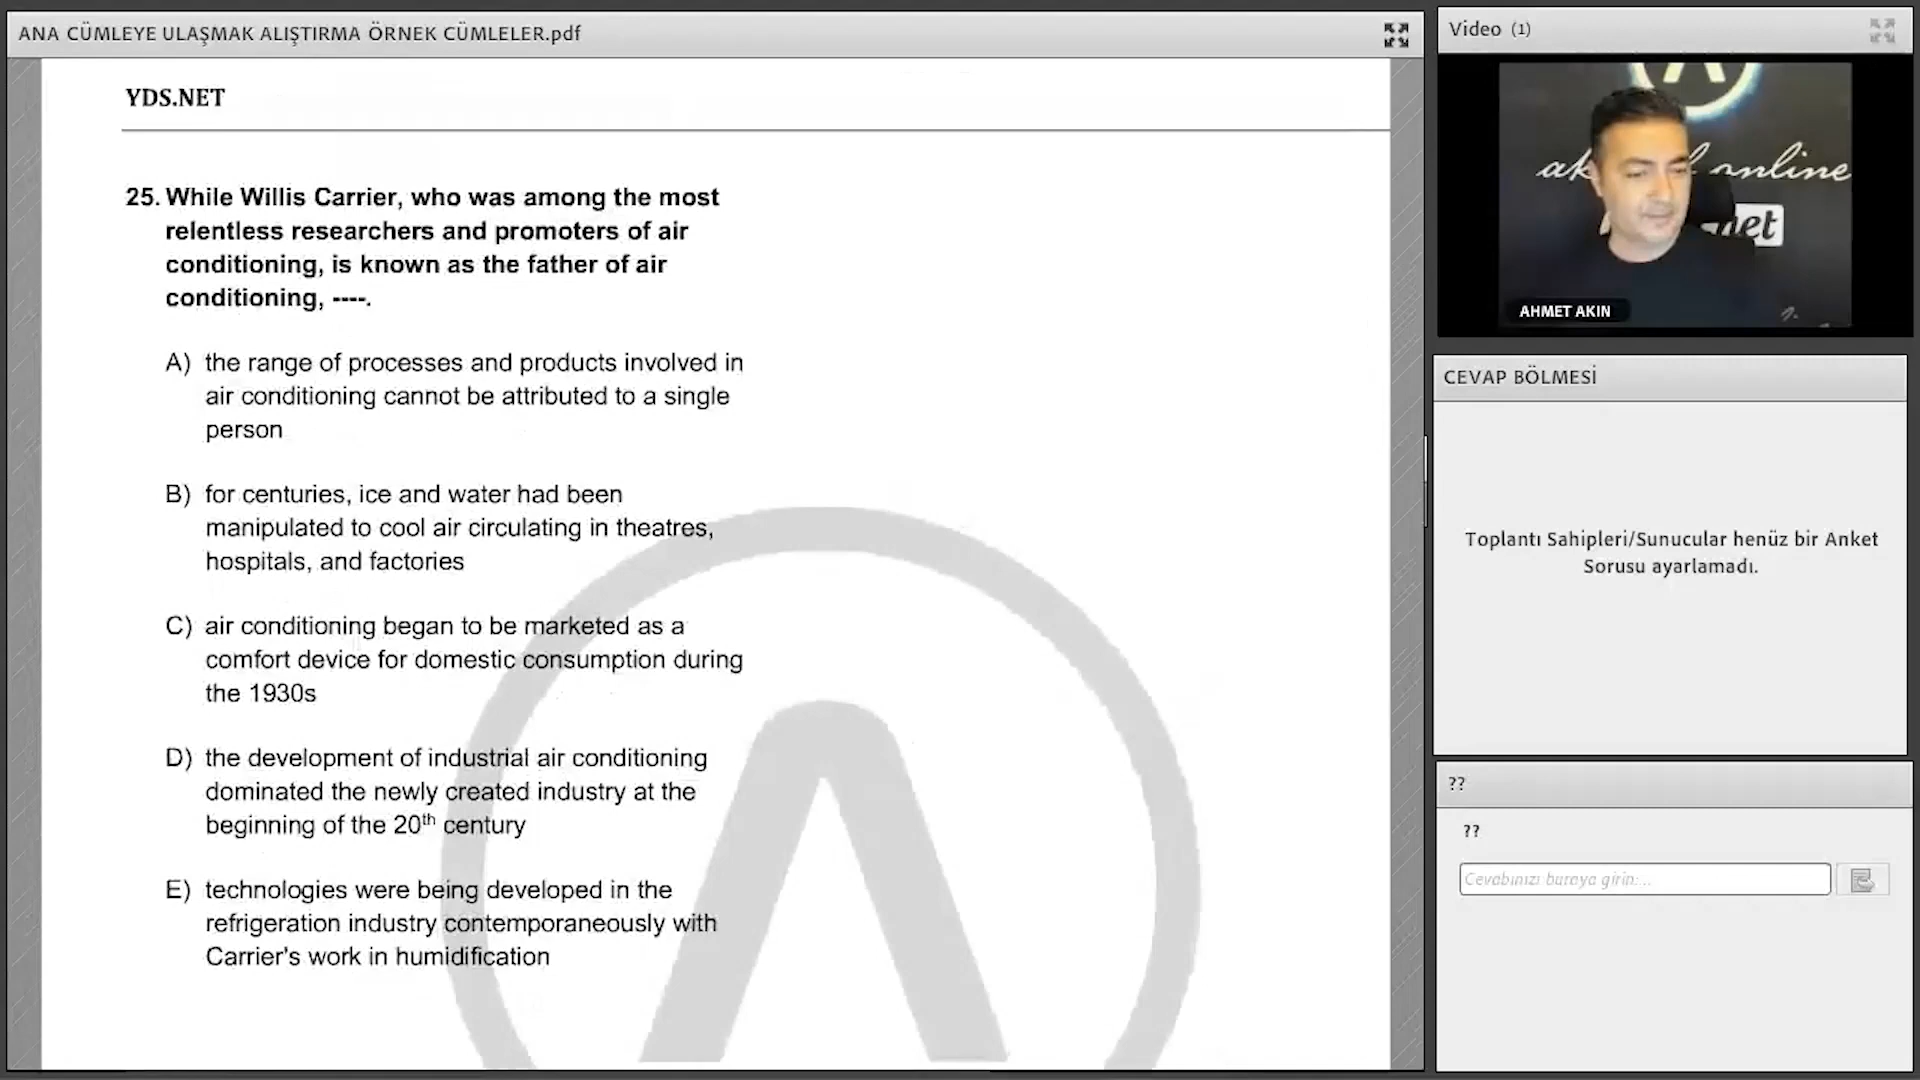 ANA CÜMLEYE ULAŞMAK ALIŞTIRMA ÖRNEK CÜMLELER.pdf
YDS.NET
25. While Willis Carrier, who was among the most
relentless researchers and promoters of air
conditioning, is known as the father of air
conditioning, ----.
A) the range of processes and products involved in
air conditioning cannot be attributed to a single
person
B) for centuries, ice and water had been
manipulated to cool air circulating in theatres,
hospitals, and factories
C) air conditioning began to be marketed as a
comfort device for domestic consumption during
the 1930s
D) the development of industrial air conditioning
dominated the newly created industry at the
beginning of the 20th century
E) technologies were being developed in the
refrigeration industry contemporaneously with
Carrier's work in humidification
Video (1)
online
AHMET AKIN
CEVAP BÖLMESİ
Toplantı Sahipleri/Sunucular henüz bir Anket
Sorusu ayarlamadı.
??
??
Cevabınızı buraya girin:...